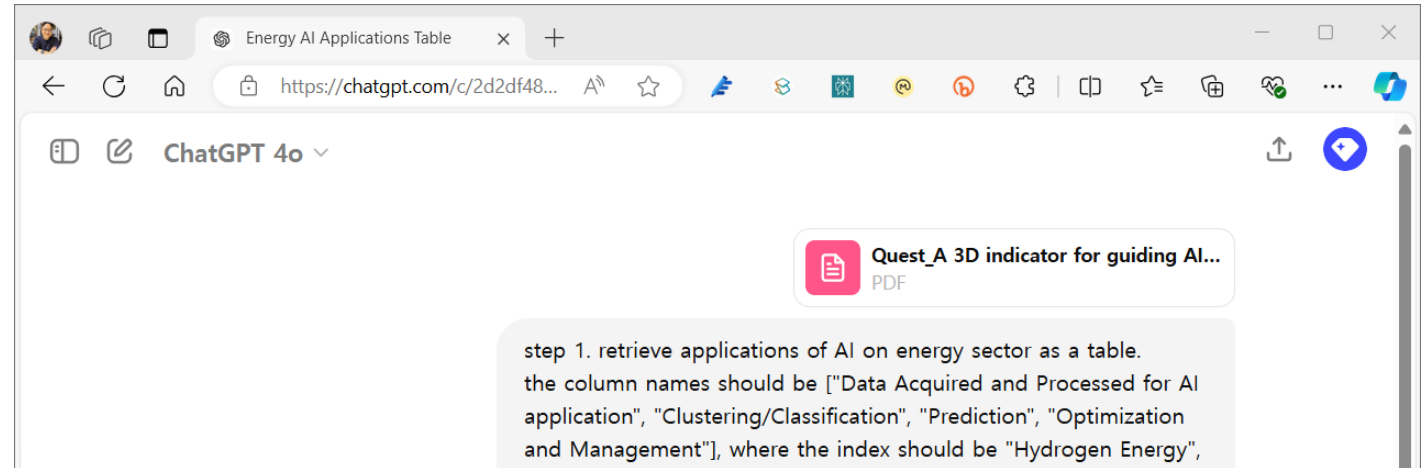 Energy AI Applications Table
https://chatgpt.com/c/2d2df48...
ChatGPT 4o
Quest_A 3D indicator for guiding AI...
PDF
step 1. retrieve applications of AI on energy sector as a table.
the column names should be ["Data Acquired and Processed for AI
application", "Clustering/Classification", "Prediction", "Optimization
and Management"], where the index should be "Hydrogen Energy",